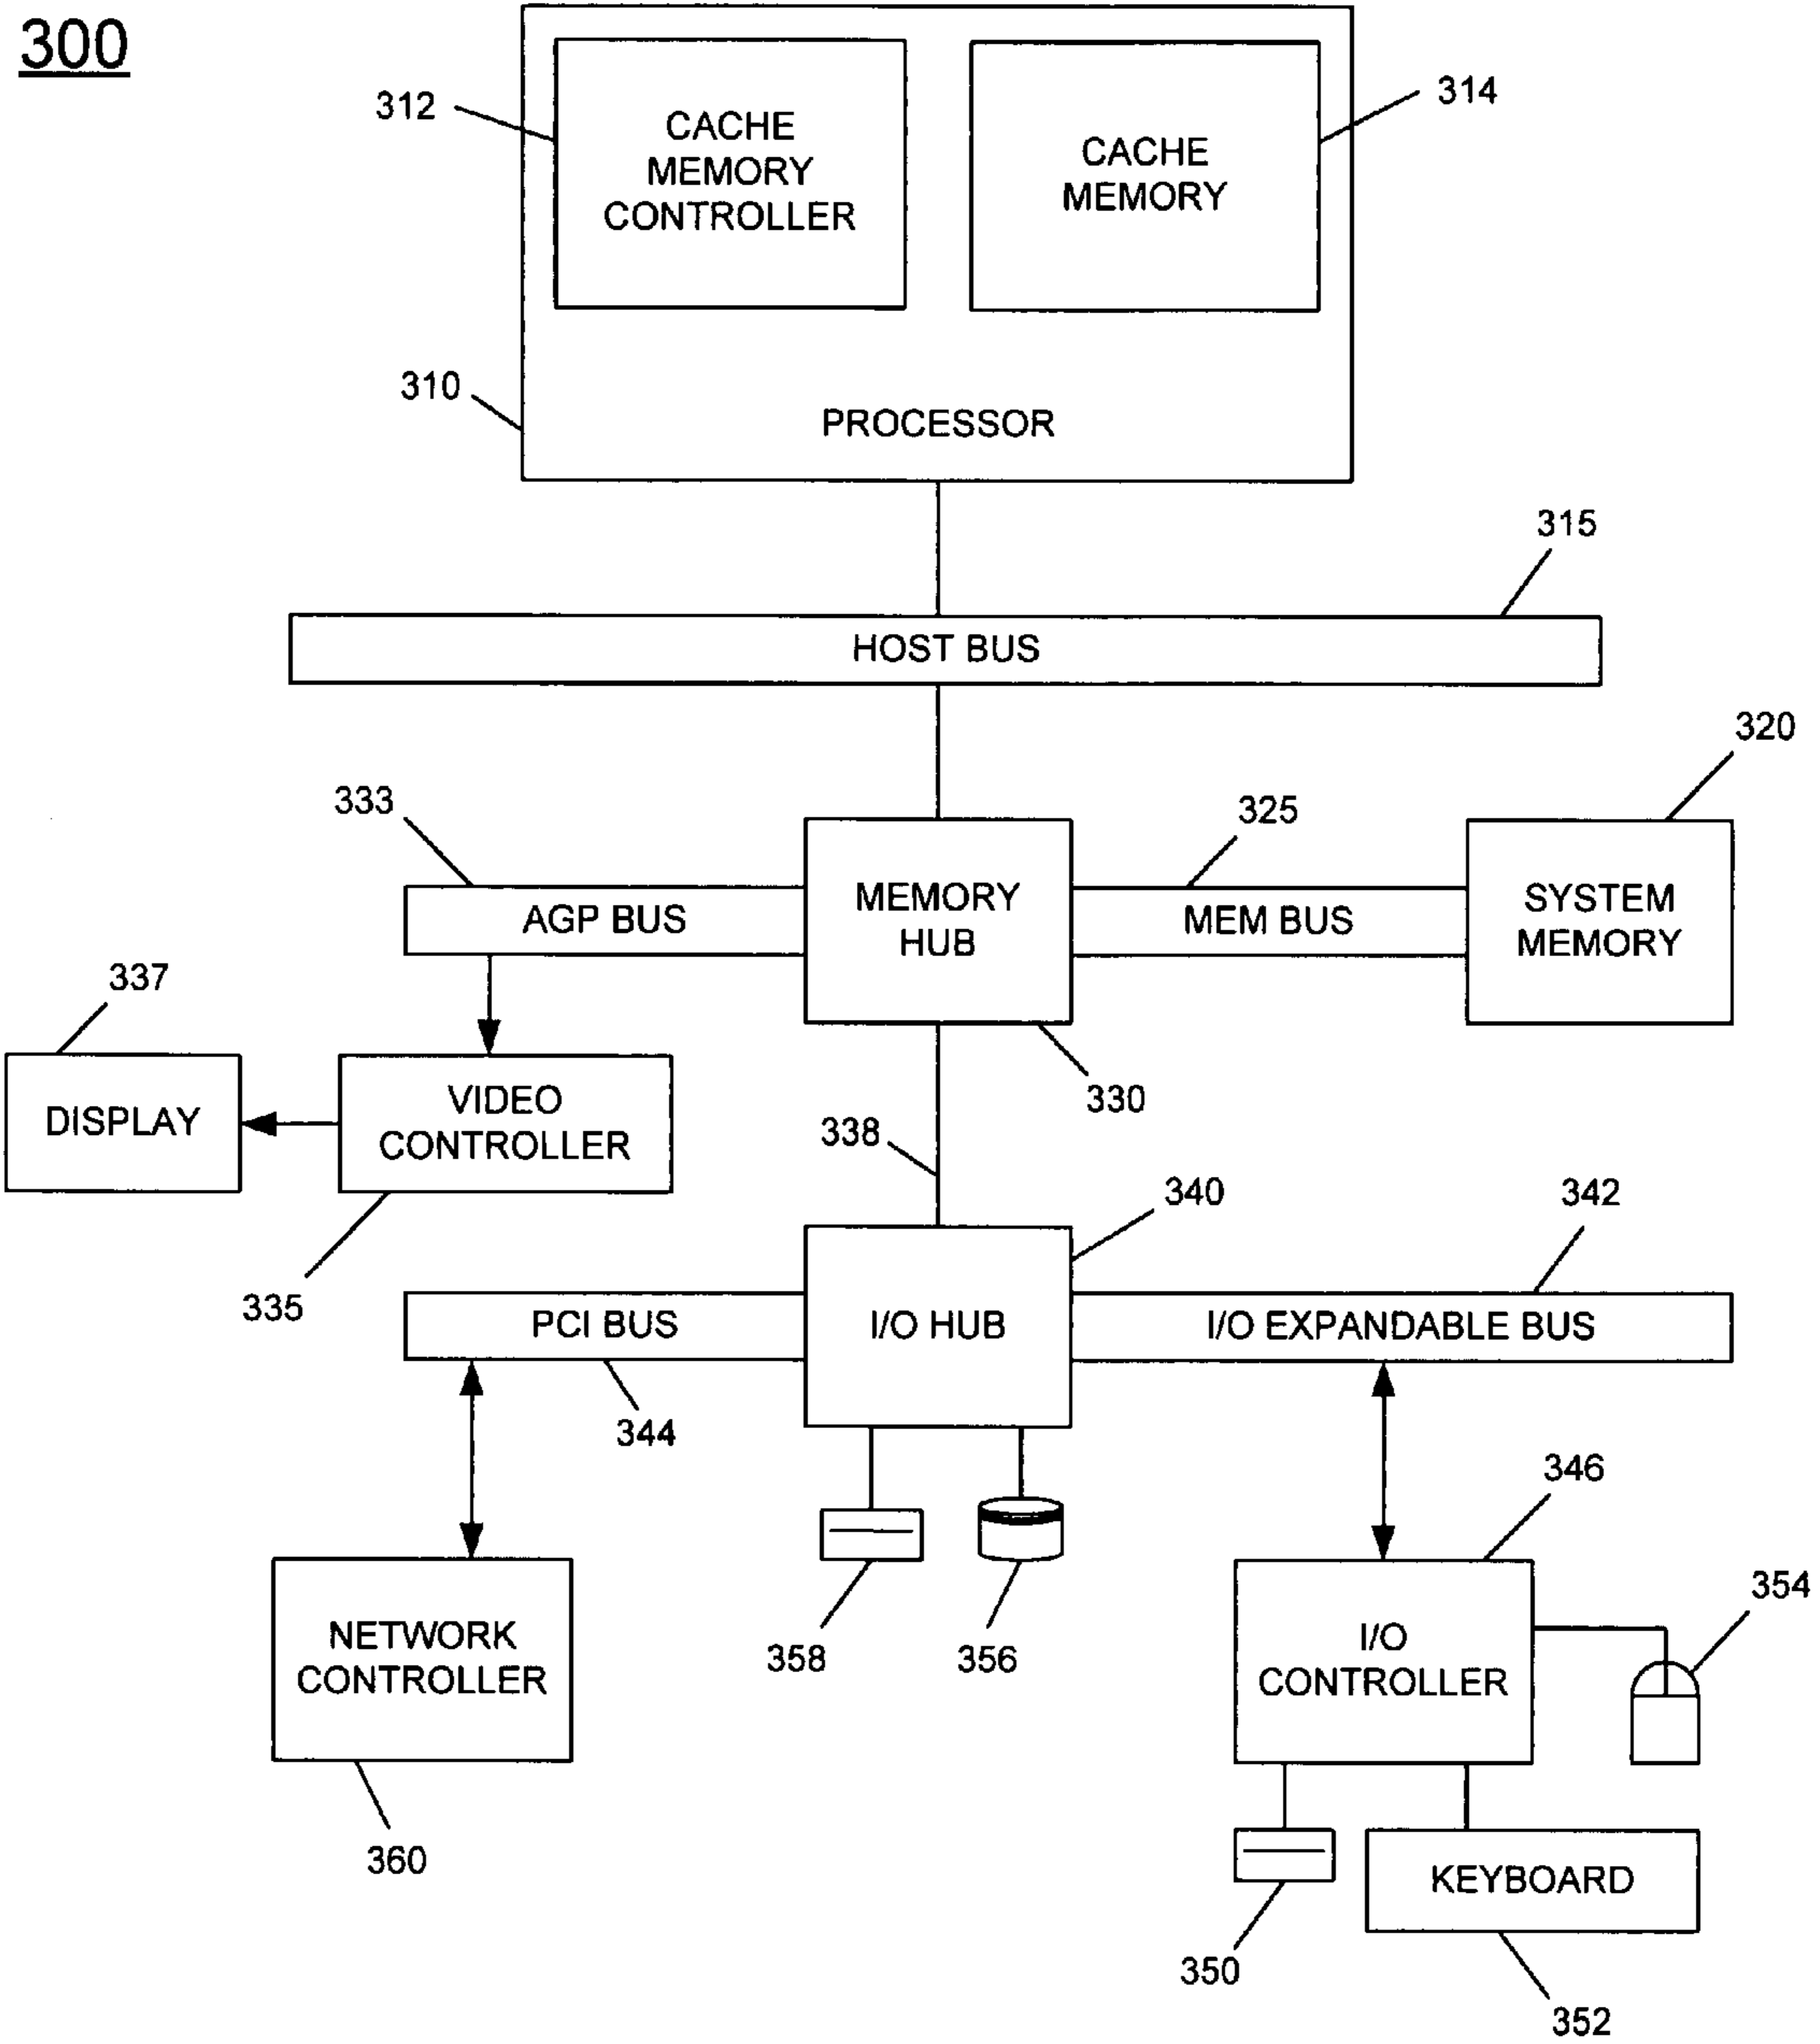 300
312
314
CACHE
MEMORY
CONTROLLER
CACHE
MEMORY
310
PROCESSOR
315
HOST BUS
320
333
325
AGP BUS
MEMORY
HUB
MEM BUS
SYSTEM
MEMORY
337
330
DISPLAY
VIDEO
CONTROLLER
338
340
342
335
PCI BUS
I/O HUB
I/O EXPANDABLE BUS
344
346
354
358
356
NETWORK
CONTROLLER
I/O
CONTROLLER
360
KEYBOARD
350
352